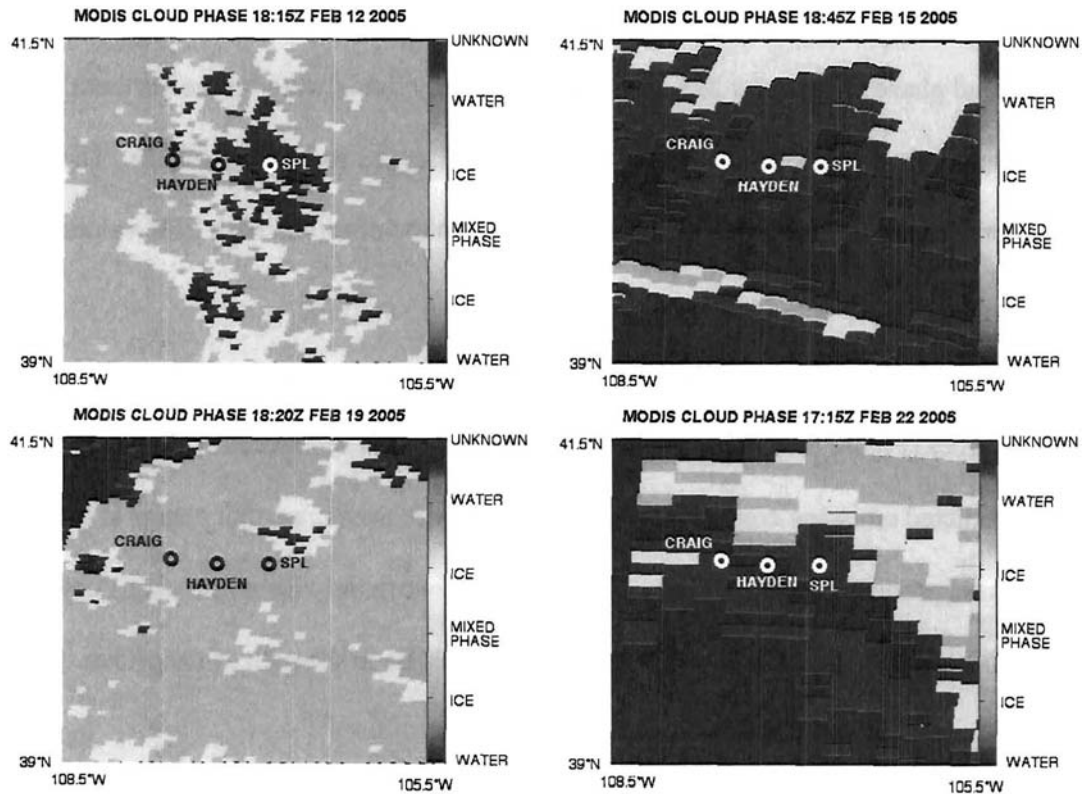 MODIS CLOUD PHASE 18:15Z FEB 12 2005
41.5°N
CRAIG
SPL
HAYDEN
39°N
108.5°W
105.5°W
UNKNOWN
WATER
ICE
MIXED
PHASE
ICE
WATER
MODIS CLOUD PHASE 18:45Z FEB 15 2005
41.5°N
CRAIG
SPL
HAYDEN
39°N
108.5°W
105.5°W
UNKNOWN
WATER
ICE
MIXED
PHASE
ICE
WATER
MODIS CLOUD PHASE 18:20Z FEB 19 2005
41.5°N
CRAIG
SPL
HAYDEN
39°N
108.5°W
105.5°W
UNKNOWN
WATER
ICE
MIXED
PHASE
ICE
WATER
MODIS CLOUD PHASE 17:15Z FEB 22 2005
41.5°N
CRAIG
HAYDEN
SPL
39°N
108.5°W
105.5°W
UNKNOWN
WATER
ICE
MIXED
PHASE
ICE
WATER